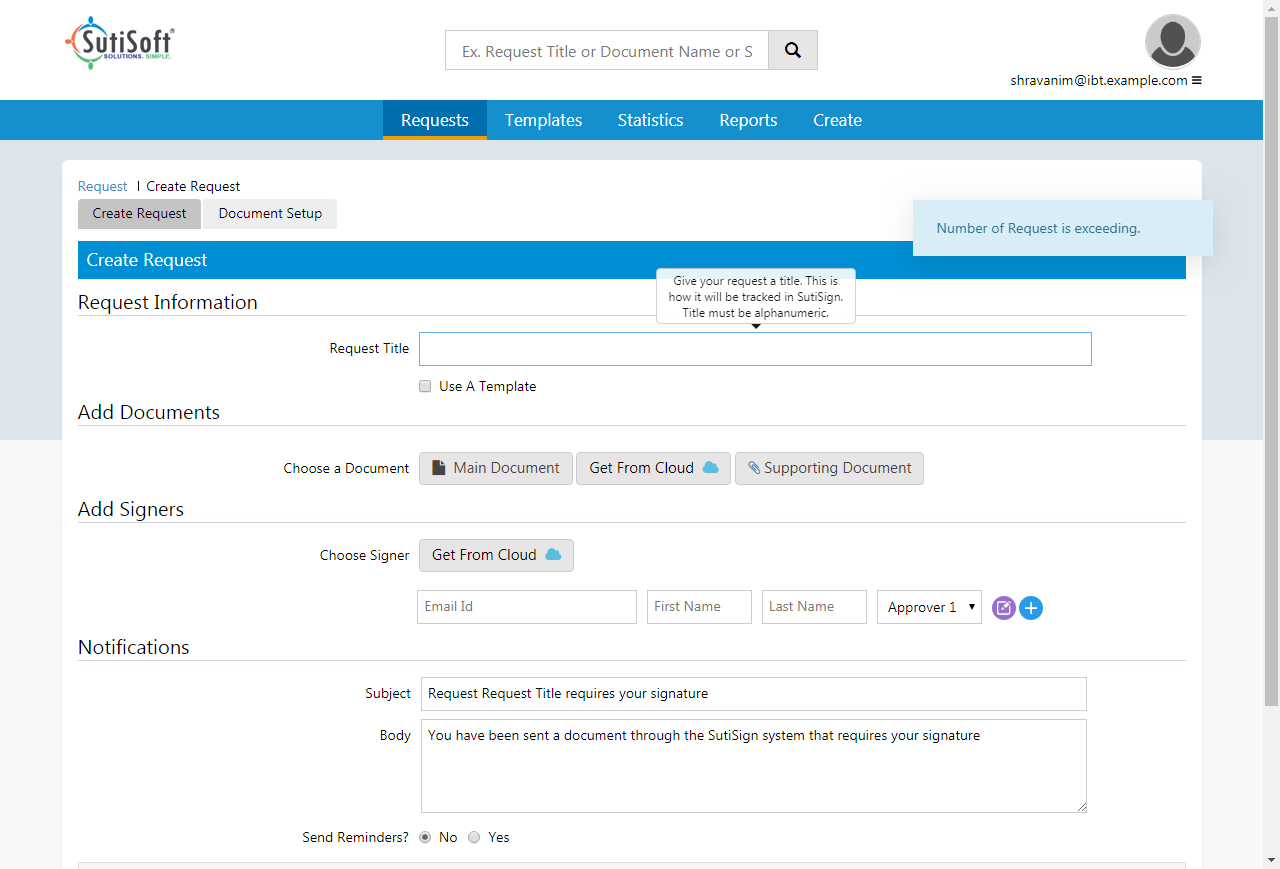 SutiSoft®
SOLUTIONS. SIMPLE.
Ex. Request Title or Document Name or S
shravanim@ibt.example.com
Requests Templates Statistics Reports Create
Request | Create Request
Create Request Document Setup
Number of Request is exceeding.
Create Request
Give your request a title. This is
how it will be tracked in SutiSign.
Title must be alphanumeric.
Request Information
Request Title
Use A Template
Add Documents
Choose a Document Main Document Get From Cloud Supporting Document
Add Signers
Choose Signer Get From Cloud
Email Id First Name Last Name Approver 1
Notifications
Subject Request Request Title requires your signature
Body You have been sent a document through the SutiSign system that requires your signature
Send Reminders? No Yes